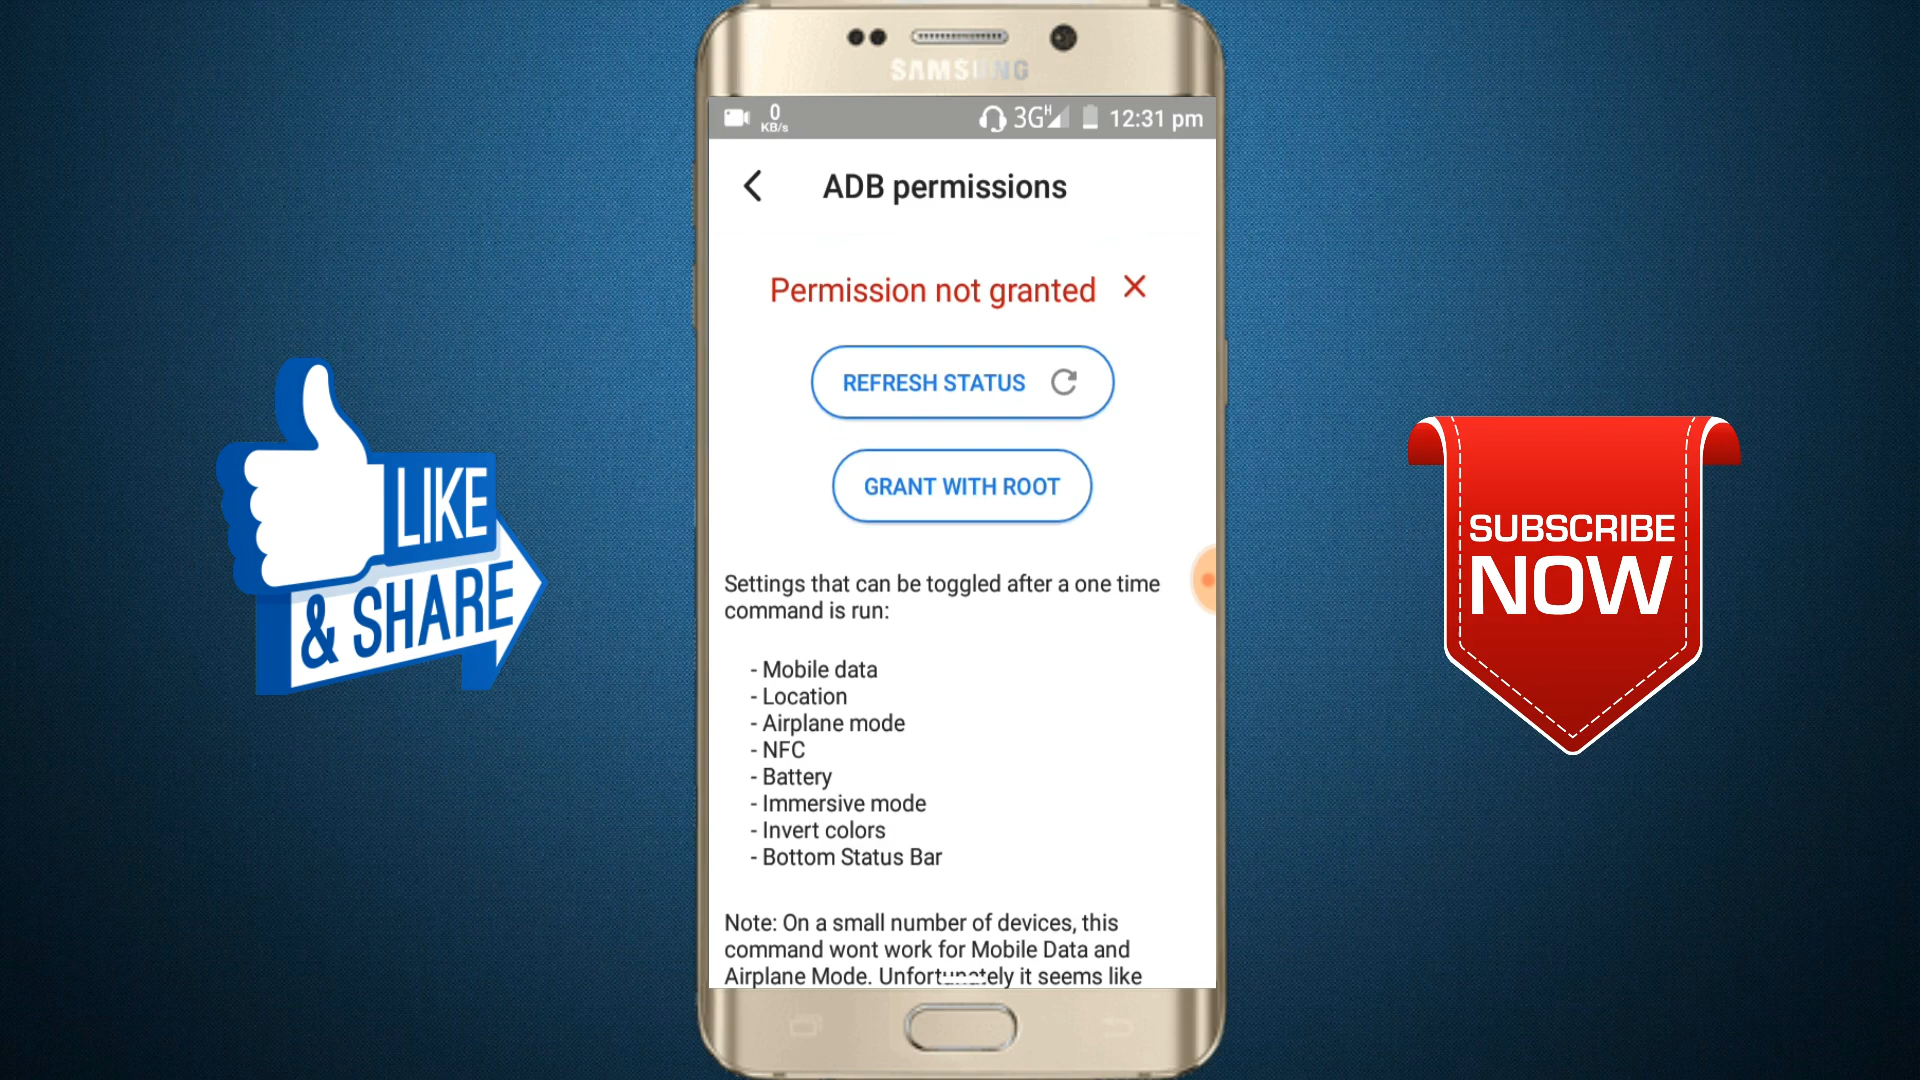 SAMSUNG
0
KB/s
3G H
12:31 pm
ADB permissions
Permission not granted
REFRESH STATUS
GRANT WITH ROOT
Settings that can be toggled after a one time
command is run:
- Mobile data
- Location
- Airplane mode
- NFC
- Battery
- Immersive mode
- Invert colors
- Bottom Status Bar
Note: On a small number of devices, this
command wont work for Mobile Data and
Airplane Mode. Unfortunately it seems like
LIKE
& SHARE
SUBSCRIBE
NOW